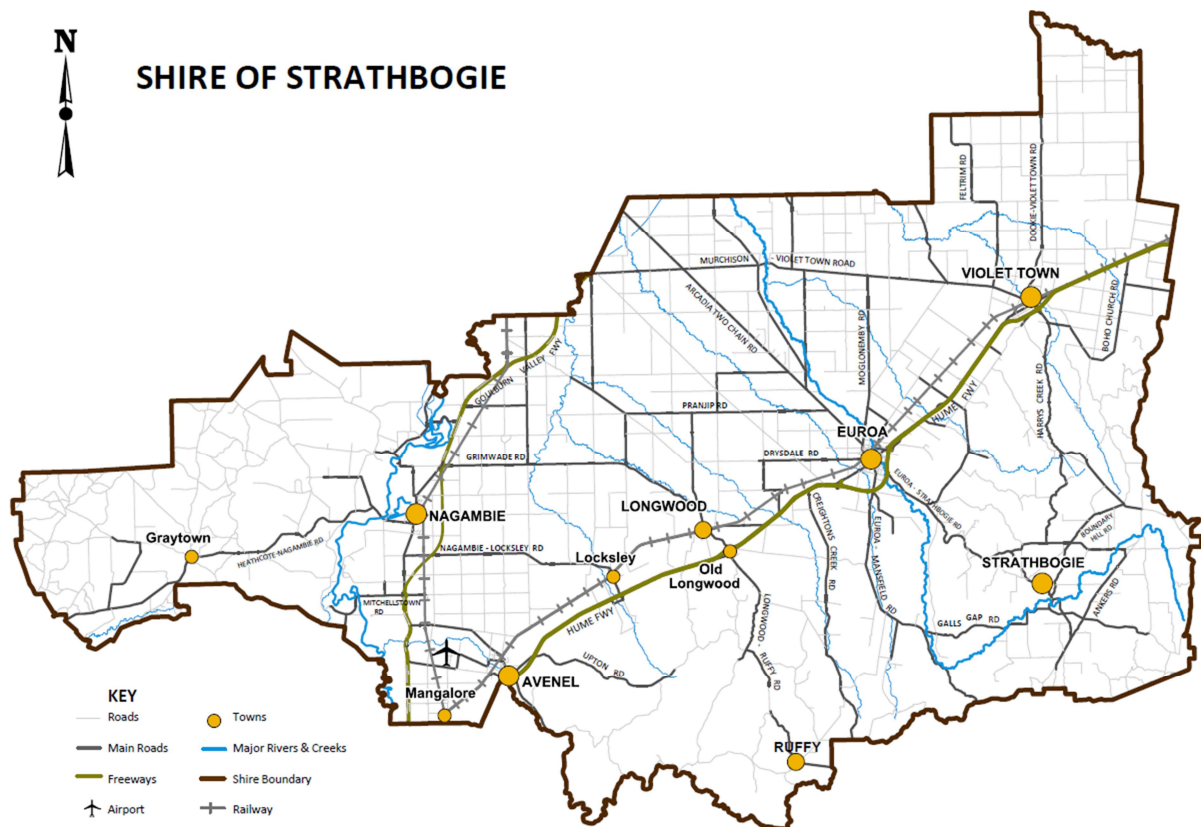 N
SHIRE OF STRATHBOGIE
FELTRIM RD
DOOKIE-VIOLET TOWN RD
MURCHISON - VIOLET TOWN ROAD
VIOLET TOWN
BOHO CHURCH RD
ARCADIA TWO CHAIN RD
MOGLONEMBY RD
GOULBURN VALLEY FWY
HUME FWY
HARRYS CREEK RD
PRANJIP RD
EUROA
GRIMWADE RD
DRYSDALE RD
EUROA - STRATHBOGIE RD
NAGAMBIE
LONGWOOD
CREIGHTONS CREEK RD
EUROA - MANSFIELD RD
BOUNDARY HILL RD
Graytown
HEATHCOTE-NAGAMBIE RD
NAGAMBIE - LOCKSLEY RD
Locksley
Old
Longwood
STRATHBOGIE
ANKERS RD
MITCHELLSTOWN
RD
HUME FWY
LONGWOOD - RUFFY RD
GALLS GAP RD
UPTON RD
AVENEL
Mangalore
RUFFY
KEY
Roads
Towns
Main Roads
Major Rivers & Creeks
Freeways
Shire Boundary
Airport
Railway